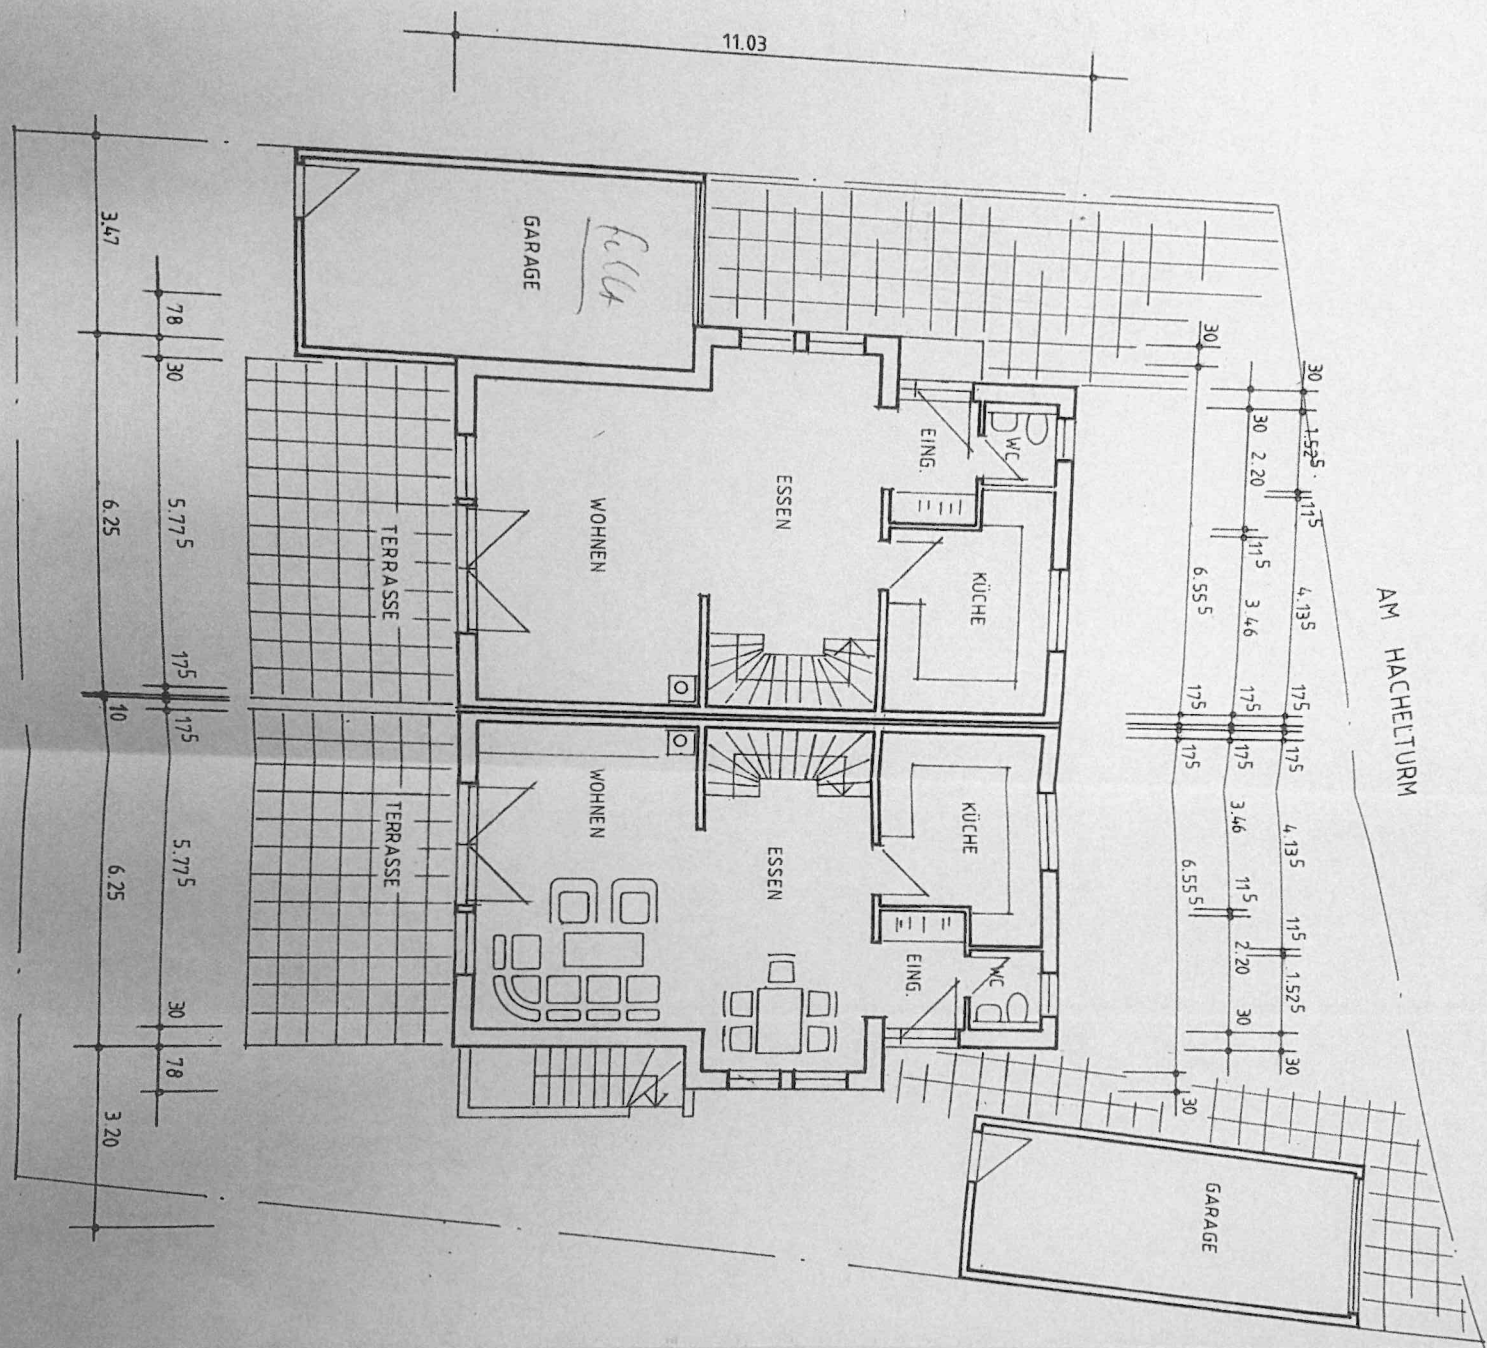 11.03
AM HACHELTURM
30
1.52⁵
11⁵
4.13⁵
17⁵
17⁵
4.135
11⁵
1.525
30
30
2.20
11⁵
3.46
17⁵
17⁵
3.46
11⁵
2.20
30
30
6.55⁵
17⁵
17⁵
6.55⁵
30
WC
EING.
KÜCHE
KÜCHE
EING.
WC
ESSEN
ESSEN
WOHNEN
WOHNEN
GARAGE
GARAGE
TERRASSE
TERRASSE
78
30
5.77⁵
17⁵
17⁵
5.775
30
78
3.47
6.25
10
6.25
3.20